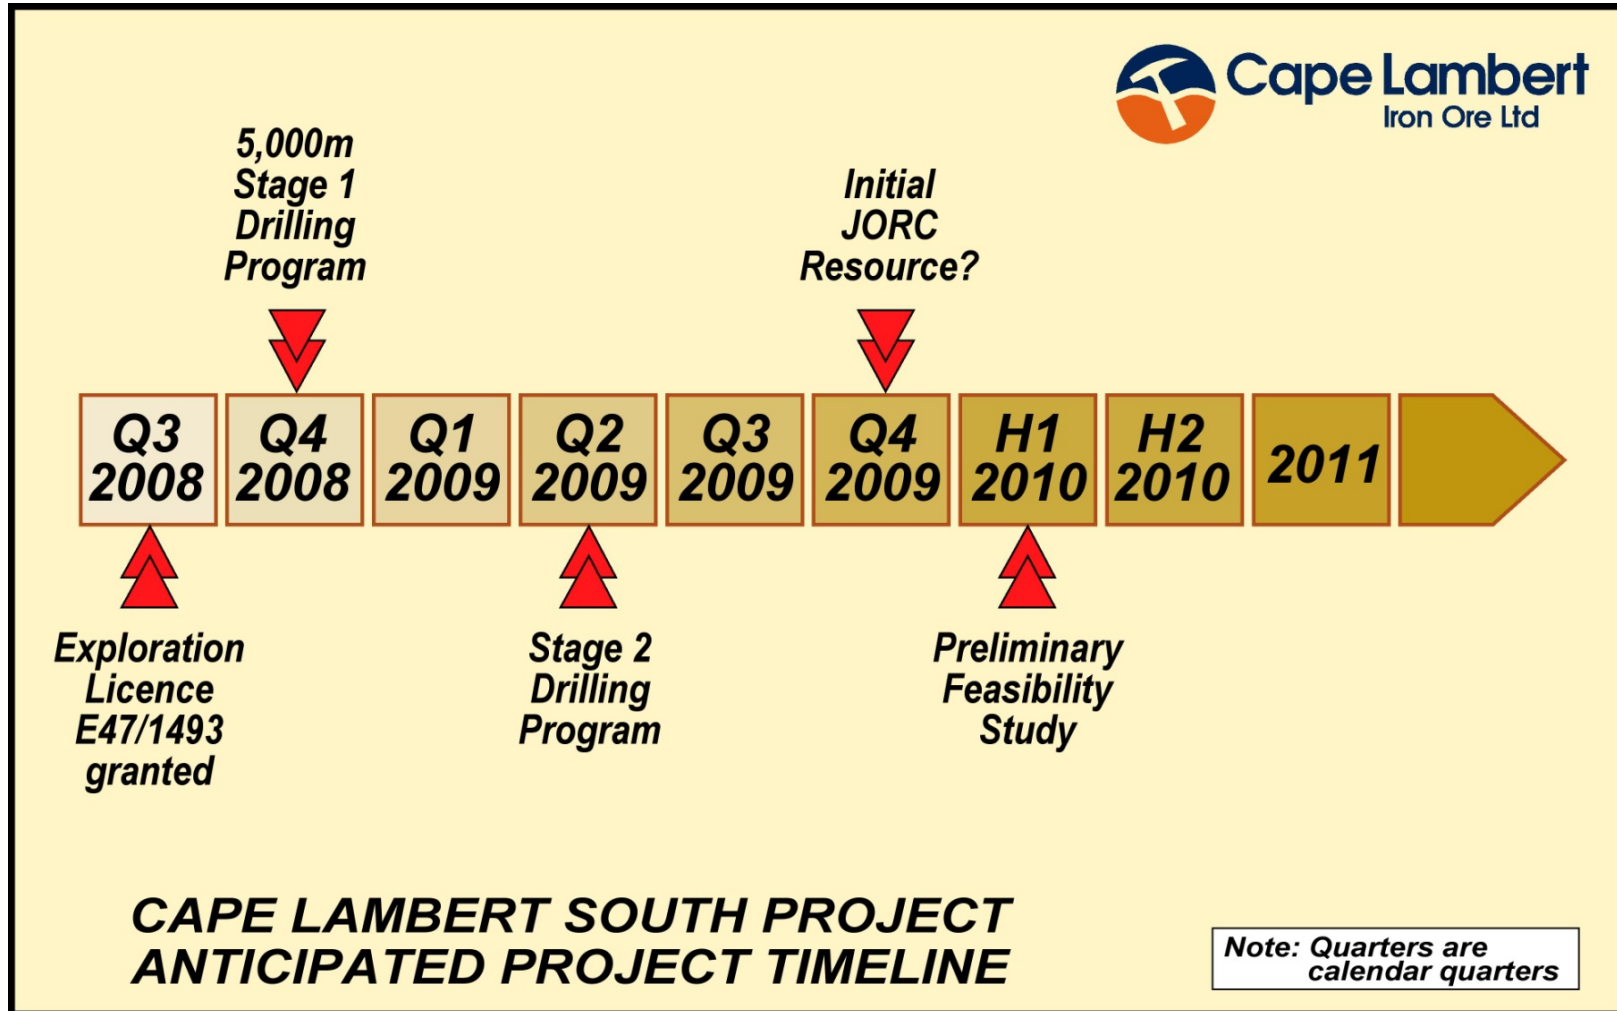 Cape Lambert
Iron Ore Ltd
5,000m
Stage 1
Drilling
Program
Initial
JORC
Resource?
Q3
2008
Q4
2008
Q1
2009
Q2
2009
Q3
2009
Q4
2009
H1
2010
H2
2010
2011
Exploration
Licence
E47/1493
granted
Stage 2
Drilling
Program
Preliminary
Feasibility
Study
CAPE LAMBERT SOUTH PROJECT
ANTICIPATED PROJECT TIMELINE
Note: Quarters are
calendar quarters